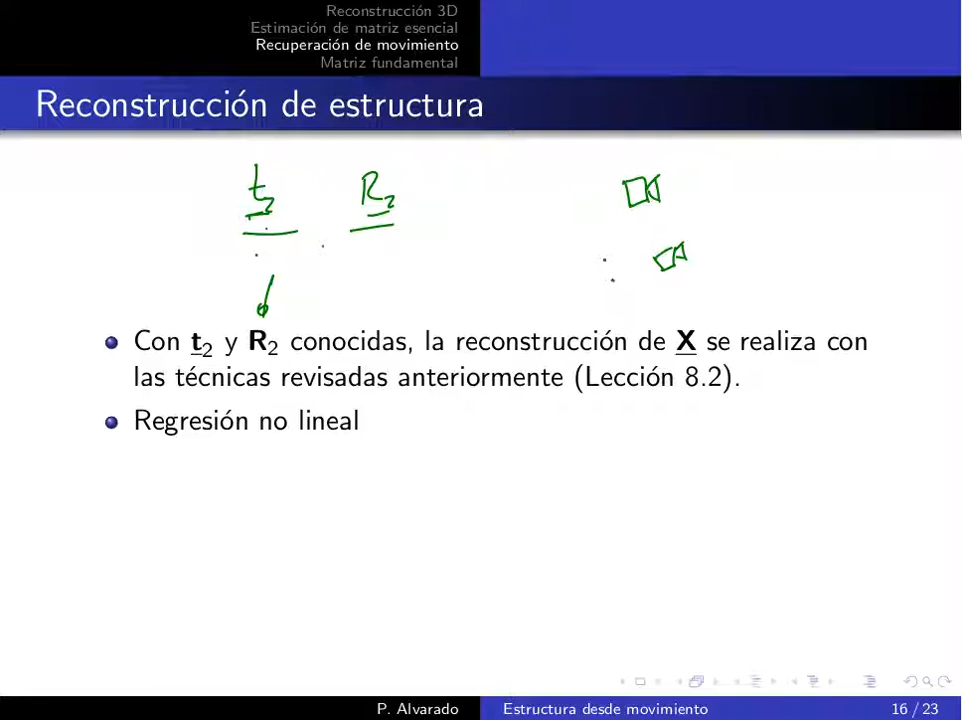 Reconstrucción 3D
Estimación de matriz esencial
Recuperación de movimiento
Matriz fundamental
Reconstrucción de estructura
t₂ R₂
Con t₂ y R₂ conocidas, la reconstrucción de X se realiza con
las técnicas revisadas anteriormente (Lección 8.2).
Regresión no lineal
P. Alvarado Estructura desde movimiento 16 / 23